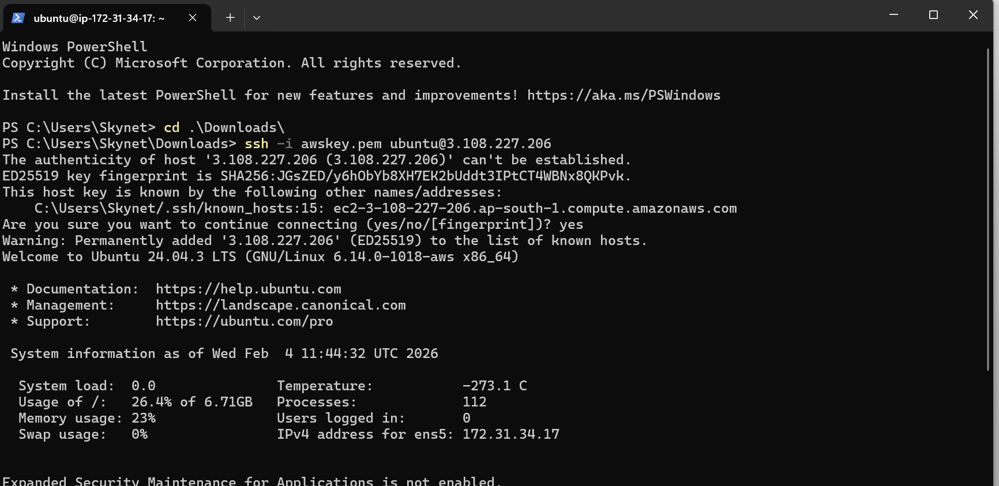 ubuntu@ip-172-31-34-17: ~
Windows PowerShell
Copyright (C) Microsoft Corporation. All rights reserved.
Install the latest PowerShell for new features and improvements! https://aka.ms/PSWindows
PS C:\Users\Skynet> cd .\Downloads\
PS C:\Users\Skynet\Downloads> ssh -i awskey.pem ubuntu@3.108.227.206
The authenticity of host '3.108.227.206 (3.108.227.206)' can't be established.
ED25519 key fingerprint is SHA256:JGsZED/y6hObYb8XH7EK2bUddt3IPtCT4WBNx8QKPvk.
This host key is known by the following other names/addresses:
    C:\Users\Skynet/.ssh/known_hosts:15: ec2-3-108-227-206.ap-south-1.compute.amazonaws.com
Are you sure you want to continue connecting (yes/no/[fingerprint])? yes
Warning: Permanently added '3.108.227.206' (ED25519) to the list of known hosts.
Welcome to Ubuntu 24.04.3 LTS (GNU/Linux 6.14.0-1018-aws x86_64)
 * Documentation:  https://help.ubuntu.com
 * Management:     https://landscape.canonical.com
 * Support:        https://ubuntu.com/pro
 System information as of Wed Feb  4 11:44:32 UTC 2026
  System load:  0.0               Temperature:           -273.1 C
  Usage of /:   26.4% of 6.71GB   Processes:             112
  Memory usage: 23%               Users logged in:       0
  Swap usage:   0%                IPv4 address for ens5: 172.31.34.17
Expanded Security Maintenance for Applications is not enabled.